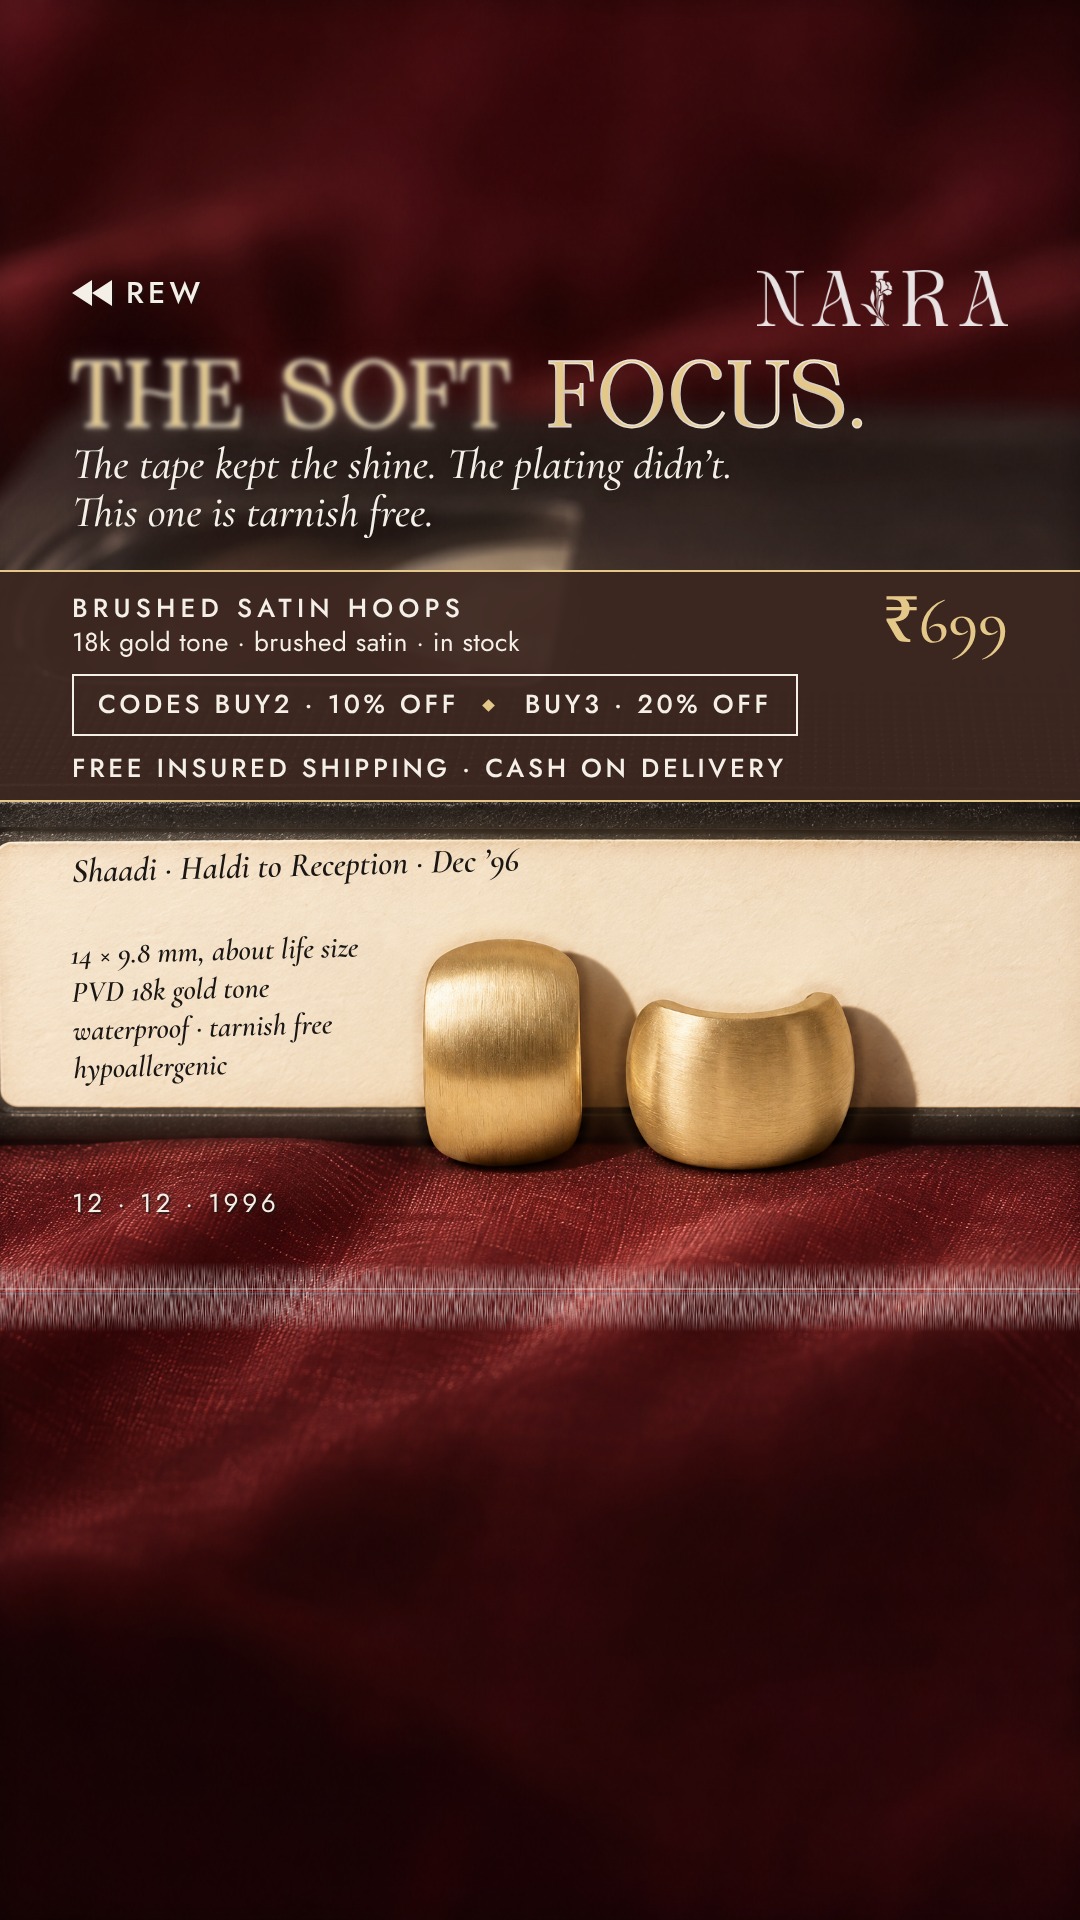 REW
NAIRA
THE SOFT FOCUS.
The tape kept the shine. The plating didn’t.
This one is tarnish free.
BRUSHED SATIN HOOPS
₹699
18k gold tone · brushed satin · in stock
CODES BUY2 · 10% OFF ◆ BUY3 · 20% OFF
FREE INSURED SHIPPING · CASH ON DELIVERY
Shaadi · Haldi to Reception · Dec ’96
14 × 9.8 mm, about life size
PVD 18k gold tone
waterproof · tarnish free
hypoallergenic
12 · 12 · 1996